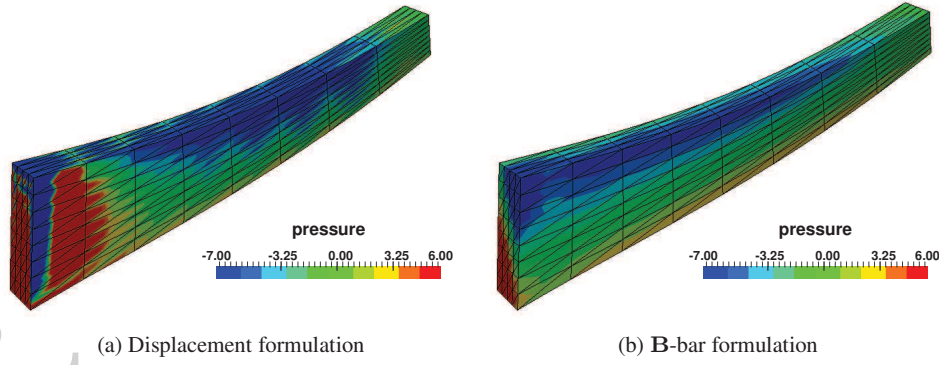 pressure
-7.00 -3.25 0.00 3.25 6.00
pressure
-7.00 -3.25 0.00 3.25 6.00
(a) Displacement formulation
(b) B-bar formulation